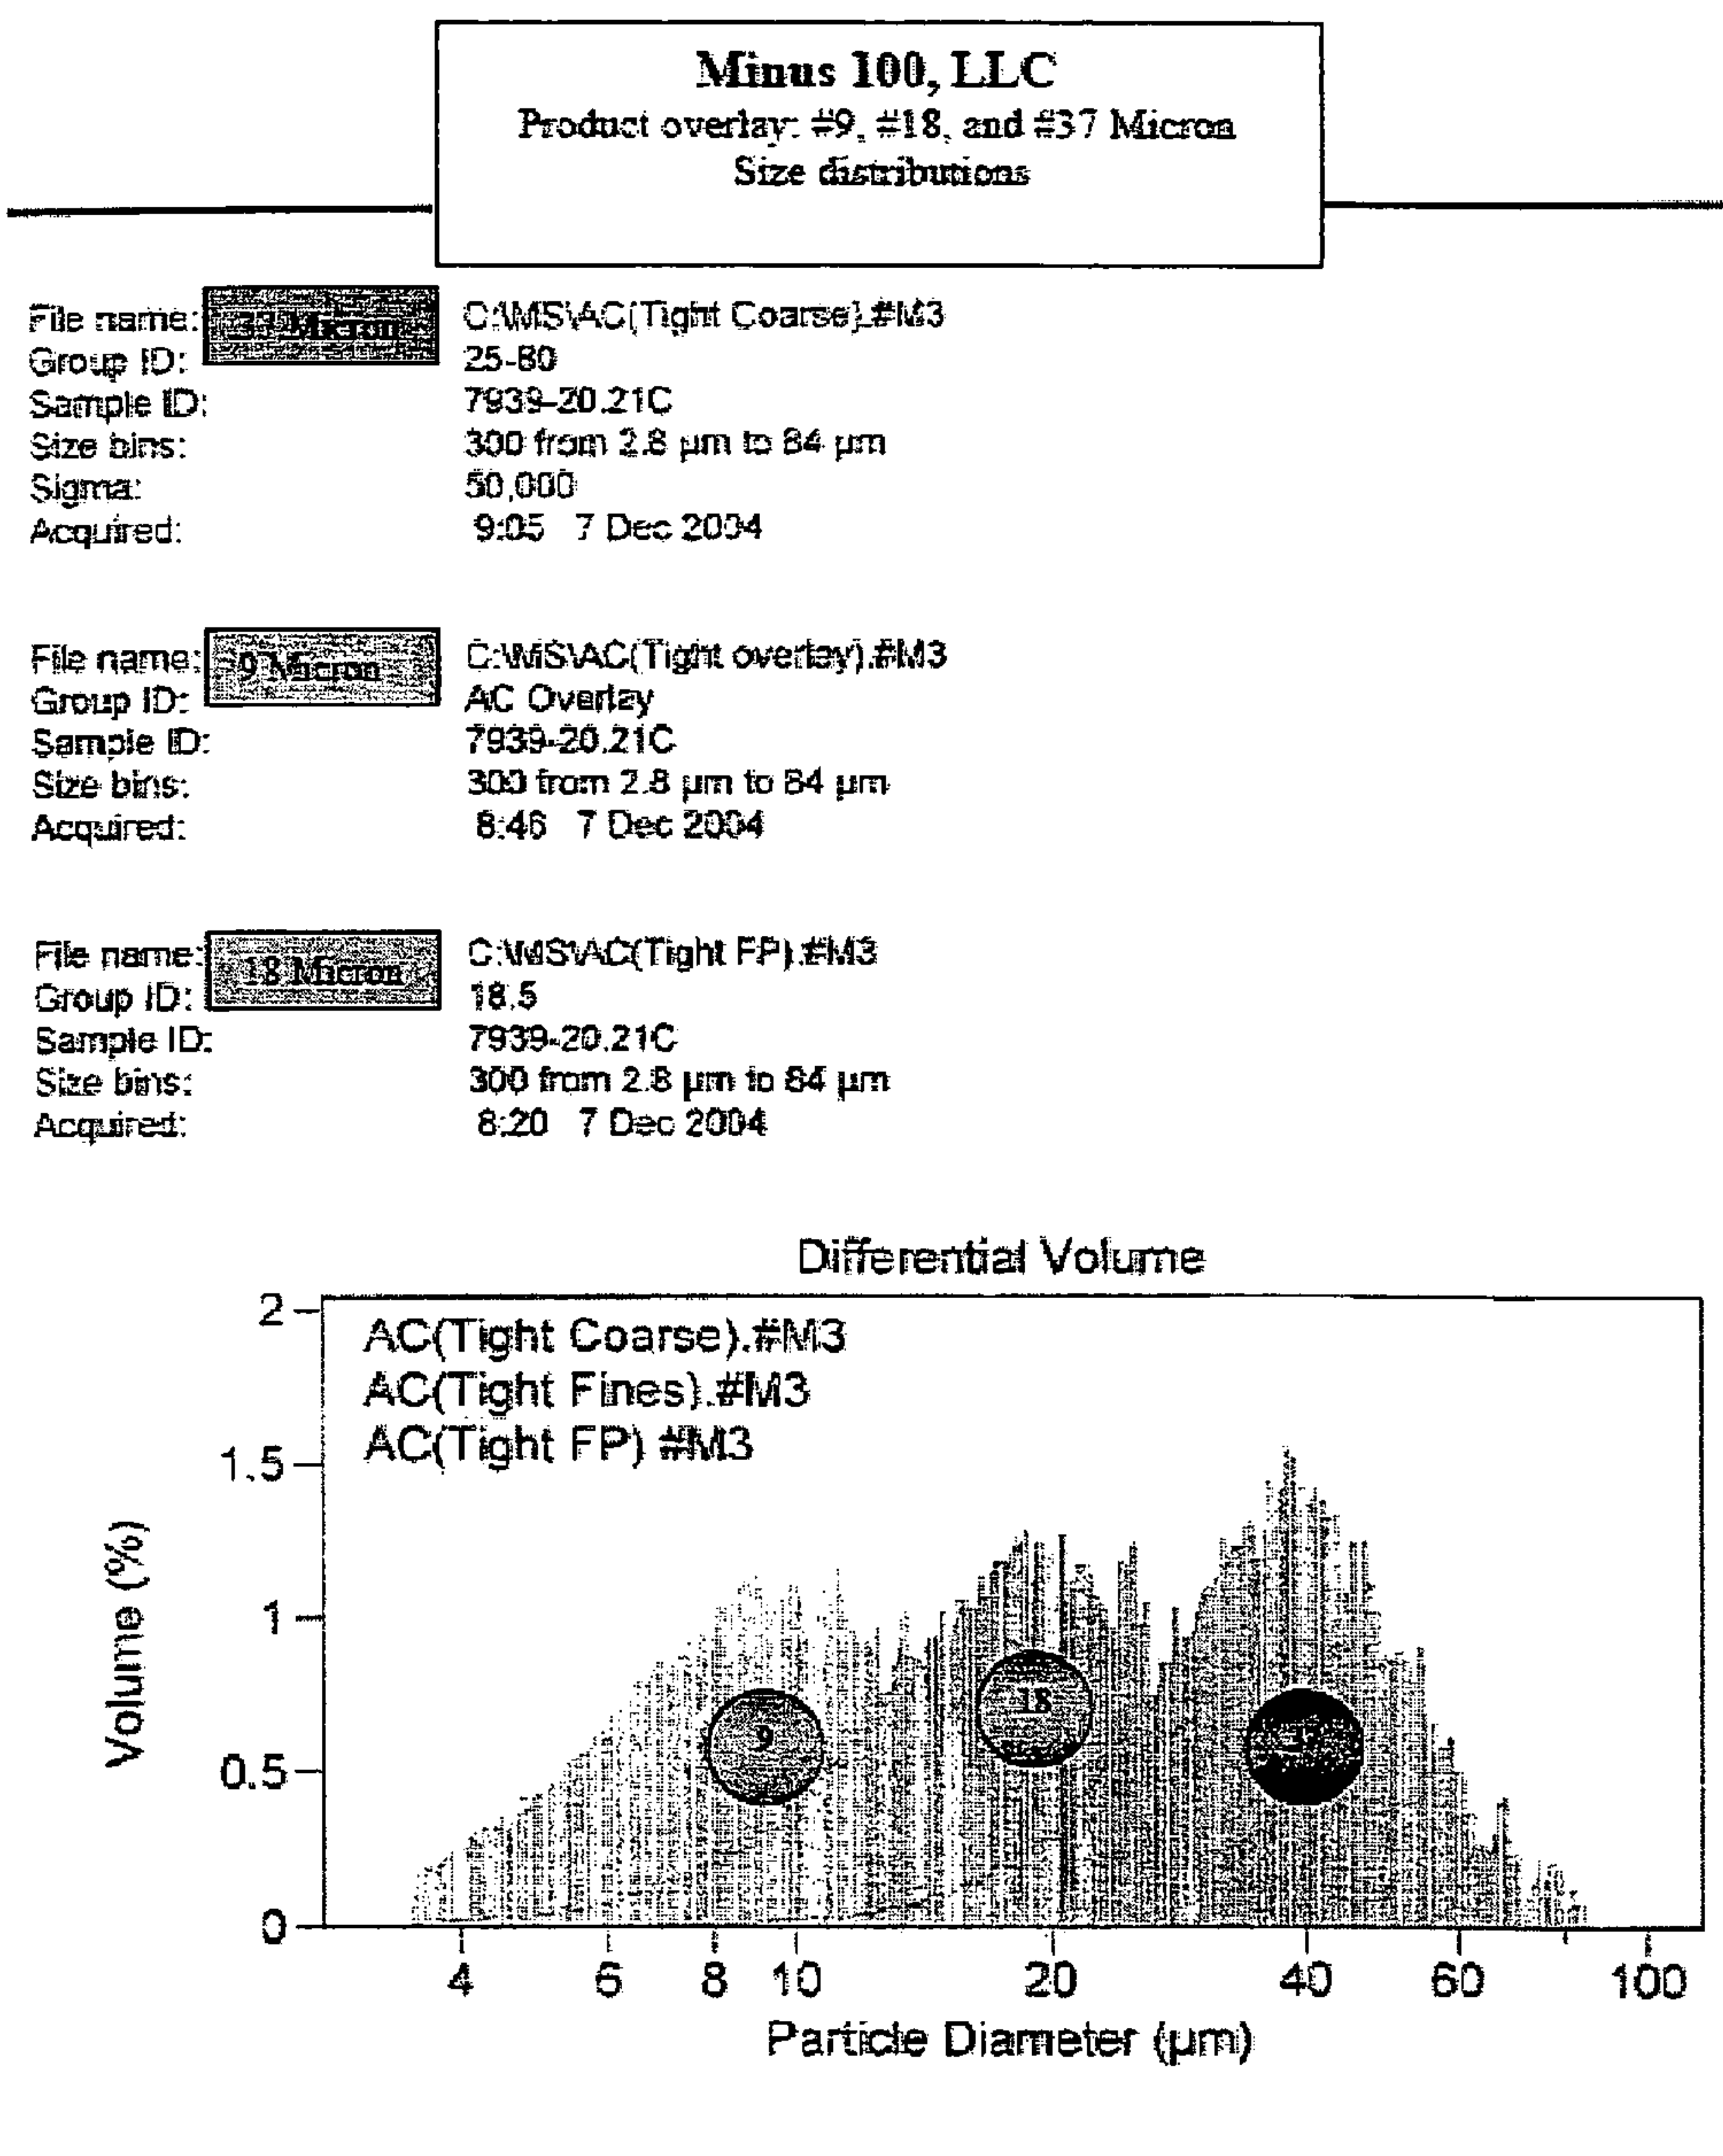 Minus 100, LLC
Product overlay: #9, #18, and #37 Micron
Size distributions
File name: 37 Micron C:\MS\AC(Tight Coarse).#M3
Group ID: 25-80
Sample ID: 7939-20.21C
Size bins: 300 from 2.8 µm to 84 µm
Sigma: 50,000
Acquired: 9:05 7 Dec 2004
File name: 9 Micron C:\MS\AC(Tight overlay).#M3
Group ID: AC Overlay
Sample ID: 7939-20.21C
Size bins: 300 from 2.8 µm to 84 µm
Acquired: 8:46 7 Dec 2004
File name: 18 Micron C:\MS\AC(Tight FP).#M3
Group ID: 18.5
Sample ID: 7939-20.21C
Size bins: 300 from 2.8 µm to 84 µm
Acquired: 8:20 7 Dec 2004
Differential Volume
AC(Tight Coarse).#M3
AC(Tight Fines).#M3
AC(Tight FP) #M3
Volume (%)
2
1.5
1
0.5
0
9
18
4 6 8 10 20 40 60 100
Particle Diameter (µm)